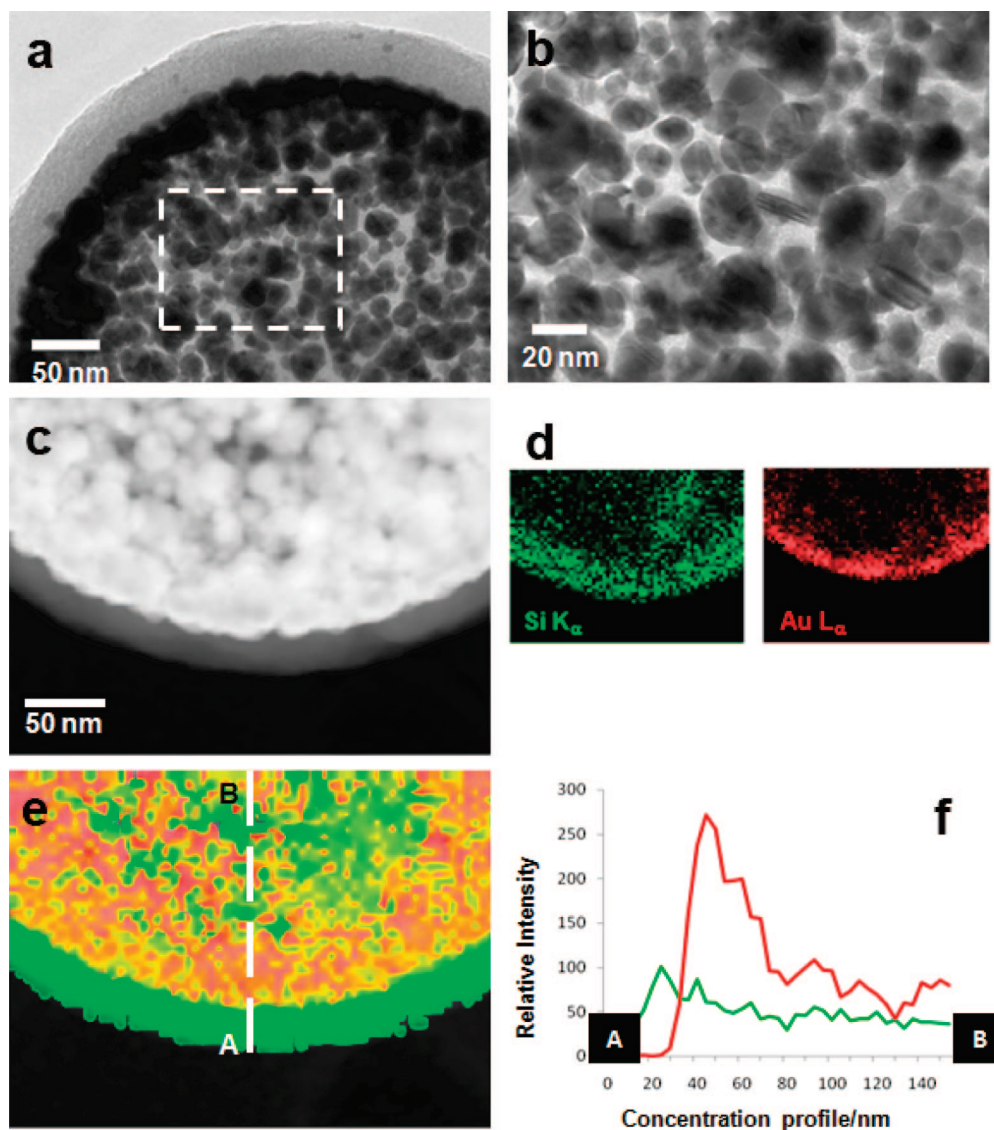 a
50 nm
b
20 nm
c
50 nm
d
Si Kα
Au Lα
e
B
A
f
300
250
200
150
100
50
0
Relative Intensity
A
B
0 20 40 60 80 100 120 140
Concentration profile/nm